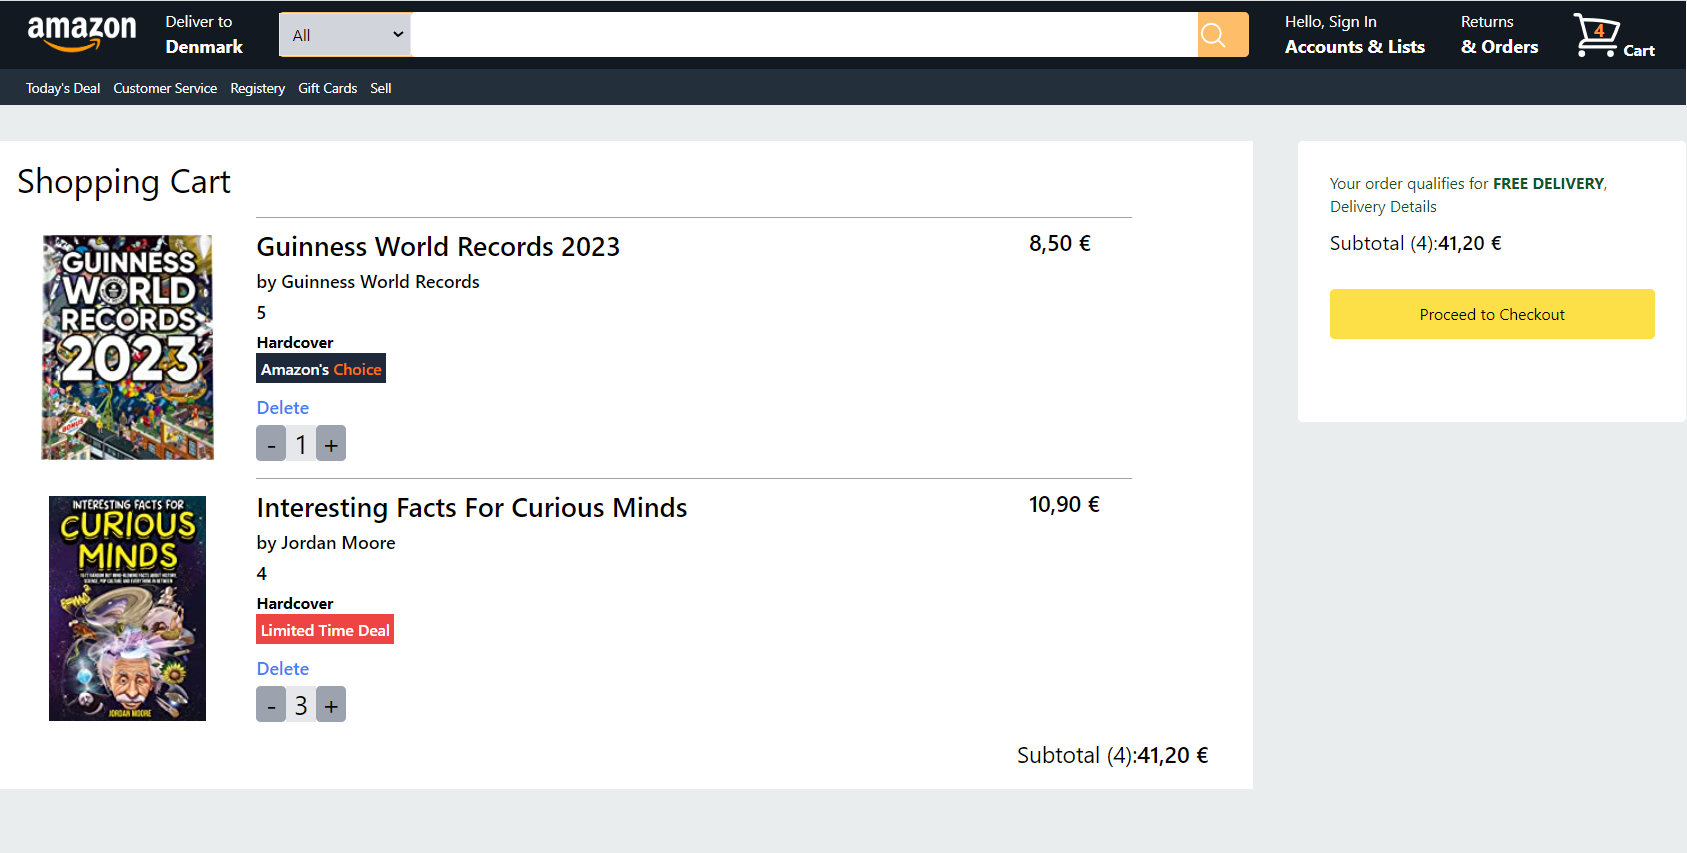 amazon
Deliver to
Denmark
All
Hello, Sign In
Accounts & Lists
Returns
& Orders
4
Cart
Today's Deal Customer Service Registery Gift Cards Sell
Shopping Cart
GUINNESS
WORLD
RECORDS
2023
BONUS
Guinness World Records 2023
8,50 €
by Guinness World Records
5
Hardcover
Amazon's Choice
Delete
- 1 +
INTERESTING FACTS FOR
CURIOUS
MINDS
JORDAN MOORE
Interesting Facts For Curious Minds
10,90 €
by Jordan Moore
4
Hardcover
Limited Time Deal
Delete
- 3 +
Subtotal (4):41,20 €
Your order qualifies for FREE DELIVERY,
Delivery Details
Subtotal (4):41,20 €
Proceed to Checkout